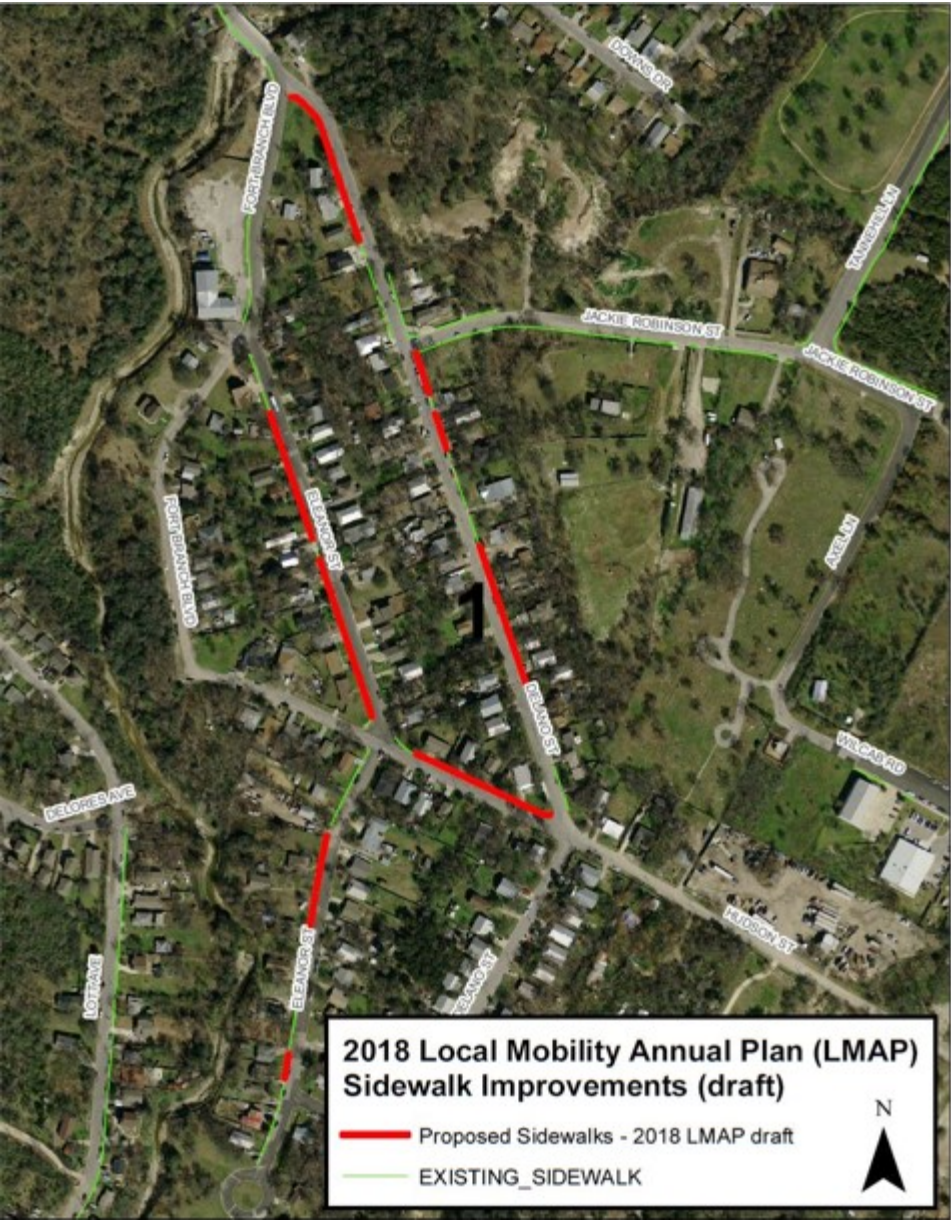 DOWNS DR
FORT BRANCH BLVD
TANNEHILL LN
JACKIE ROBINSON ST
JACKIE ROBINSON ST
FORT BRANCH BLVD
ELEANOR ST
AXEL LN
1
DELANO ST
WILCAB RD
DELORES AVE
HUDSON ST
LOTT AVE
ELEANOR ST
DELANO ST
2018 Local Mobility Annual Plan (LMAP)
Sidewalk Improvements (draft)
N
Proposed Sidewalks - 2018 LMAP draft
EXISTING_SIDEWALK